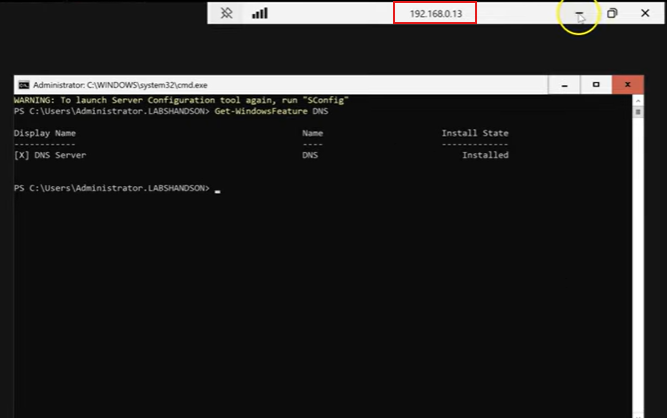 192.168.0.13
Administrator: C:\WINDOWS\system32\cmd.exe
WARNING: To launch Server Configuration tool again, run "SConfig"
PS C:\Users\Administrator.LABSHANDSON> Get-WindowsFeature DNS
Display Name Name Install State
------------ ---- -------------
[X] DNS Server DNS Installed
PS C:\Users\Administrator.LABSHANDSON> _